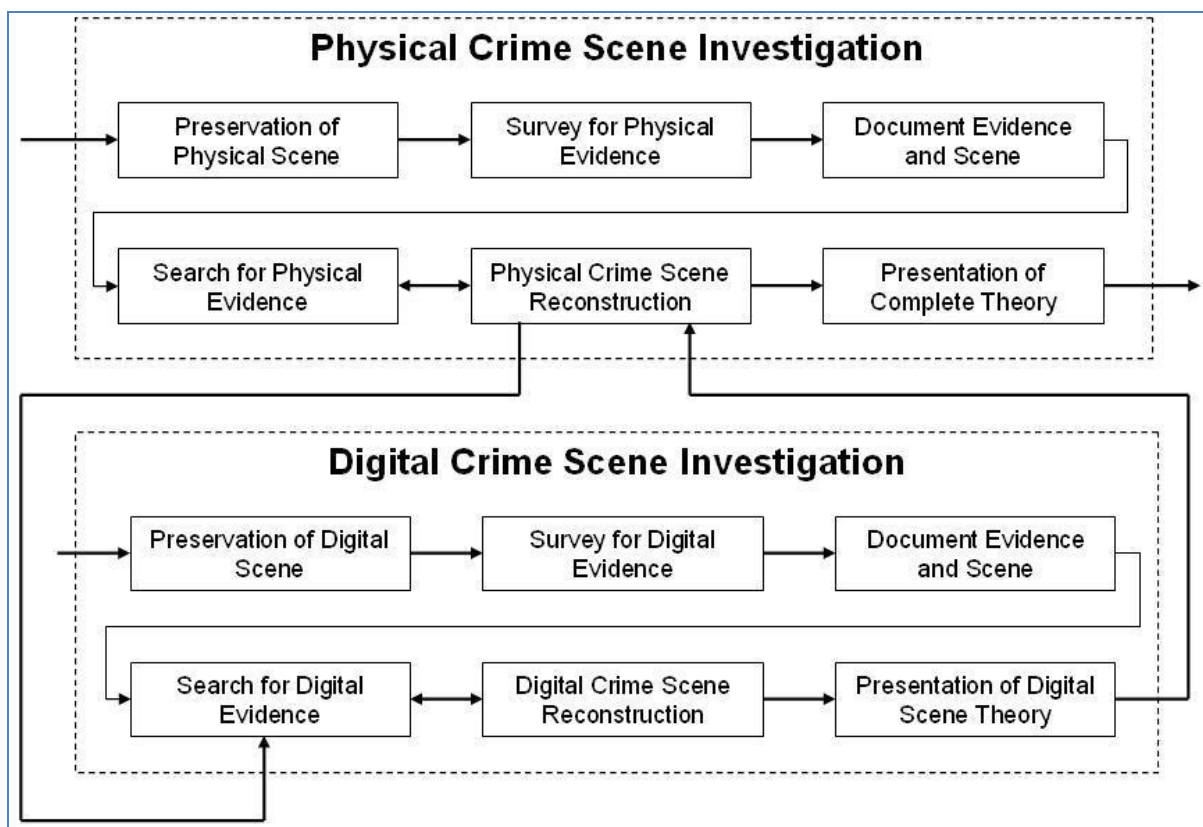 Physical Crime Scene Investigation
Preservation of
Physical Scene
Survey for Physical
Evidence
Document Evidence
and Scene
Search for Physical
Evidence
Physical Crime Scene
Reconstruction
Presentation of
Complete Theory
Digital Crime Scene Investigation
Preservation of Digital
Scene
Survey for Digital
Evidence
Document Evidence
and Scene
Search for Digital
Evidence
Digital Crime Scene
Reconstruction
Presentation of Digital
Scene Theory